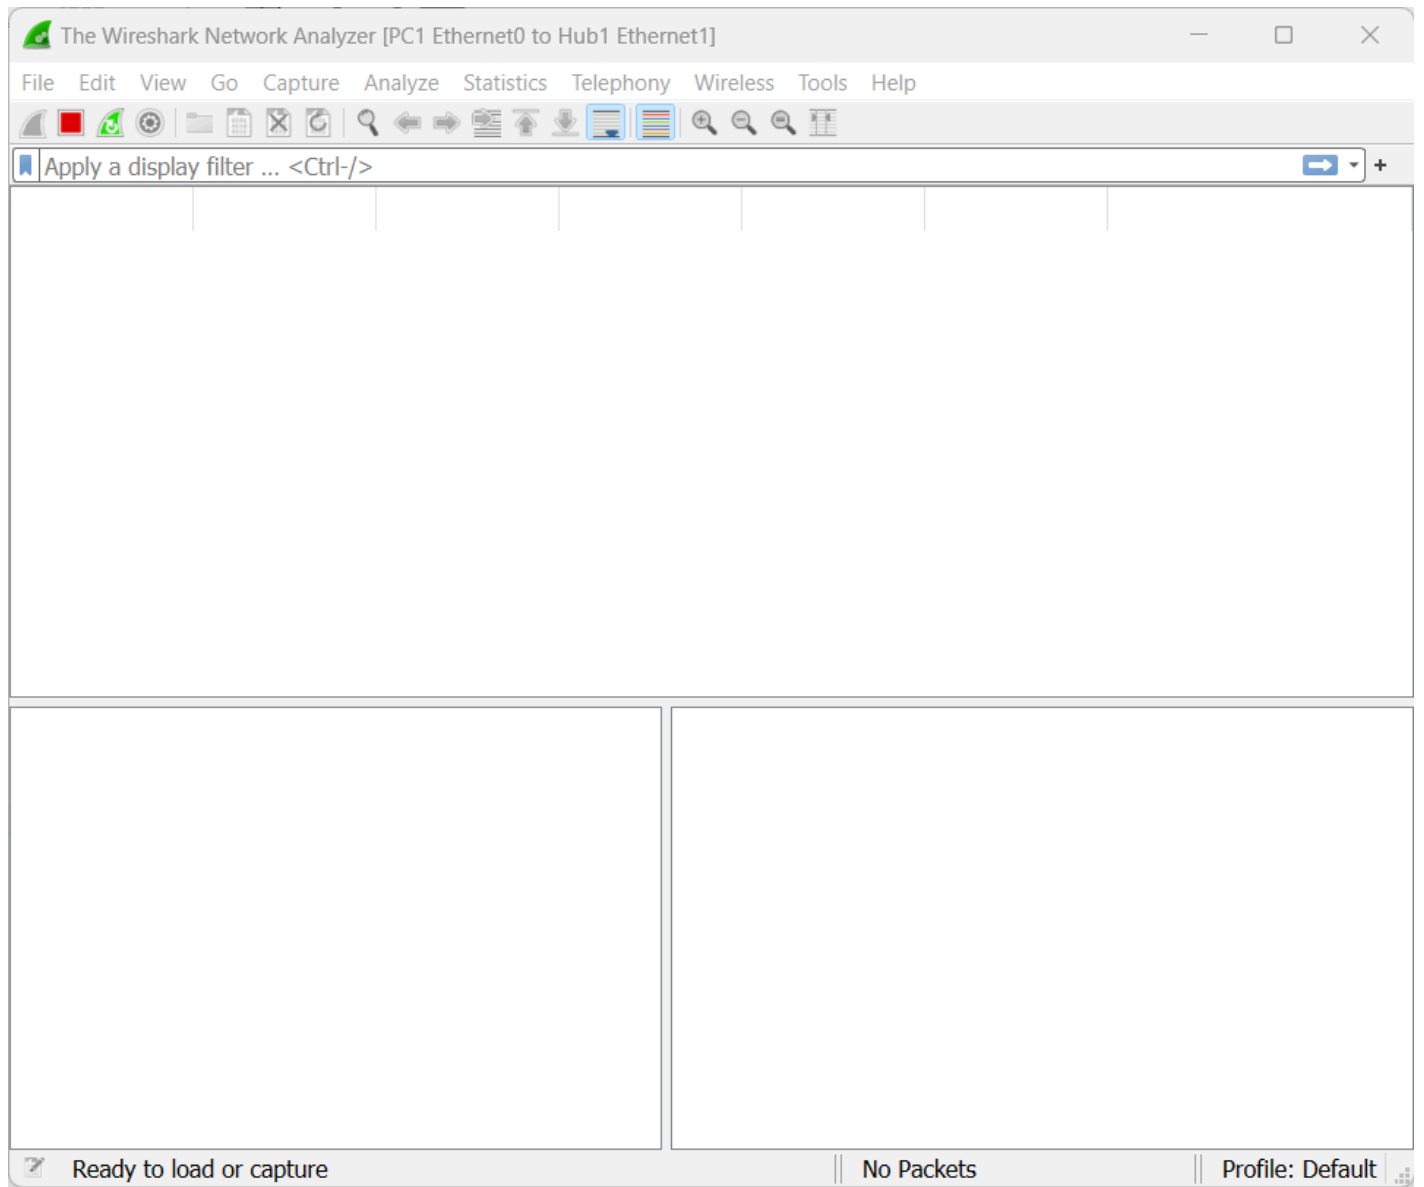 The Wireshark Network Analyzer [PC1 Ethernet0 to Hub1 Ethernet1]
File Edit View Go Capture Analyze Statistics Telephony Wireless Tools Help
Apply a display filter ... <Ctrl-/>
Ready to load or capture No Packets Profile: Default